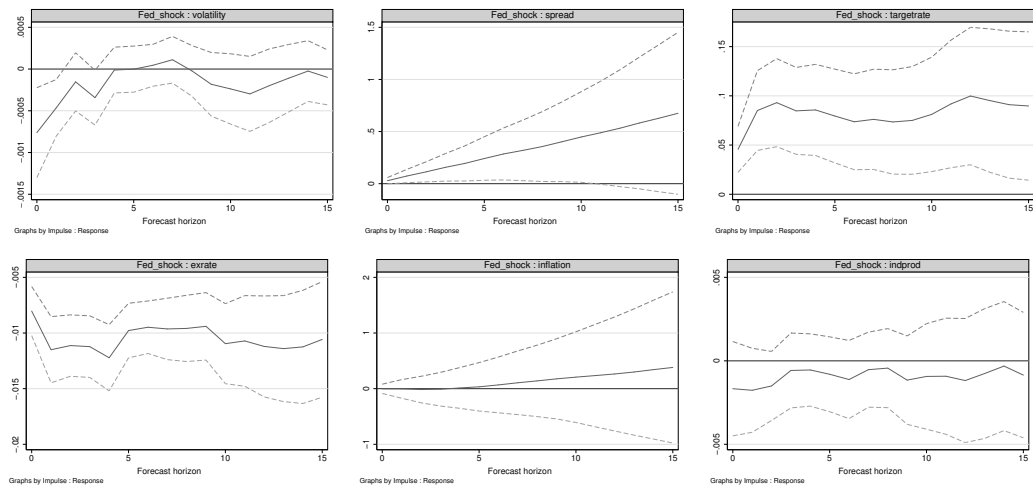 Fed_shock : volatility
.0005
0
-.0005
-.001
-.0015
0 5 10 15
Forecast horizon
Graphs by Impulse : Response
Fed_shock : spread
1.5
1
.5
0
0 5 10 15
Forecast horizon
Graphs by Impulse : Response
Fed_shock : targetrate
.15
.1
.05
0
0 5 10 15
Forecast horizon
Graphs by Impulse : Response
Fed_shock : exrate
-.005
-.01
-.015
-.02
0 5 10 15
Forecast horizon
Graphs by Impulse : Response
Fed_shock : inflation
2
1
0
-1
0 5 10 15
Forecast horizon
Graphs by Impulse : Response
Fed_shock : indprod
.005
0
-.005
0 5 10 15
Forecast horizon
Graphs by Impulse : Response